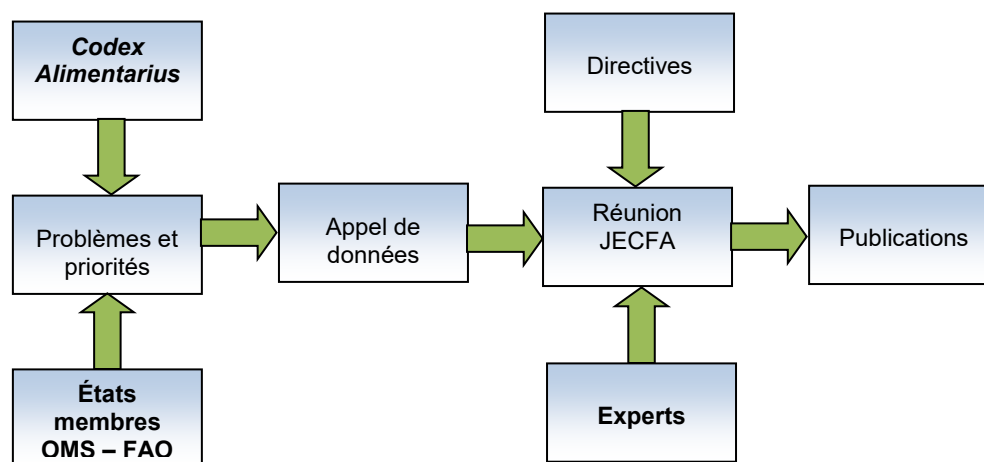 Codex
Alimentarius
Directives
Problèmes et
priorités
Appel de
données
Réunion
JECFA
Publications
États
membres
OMS – FAO
Experts